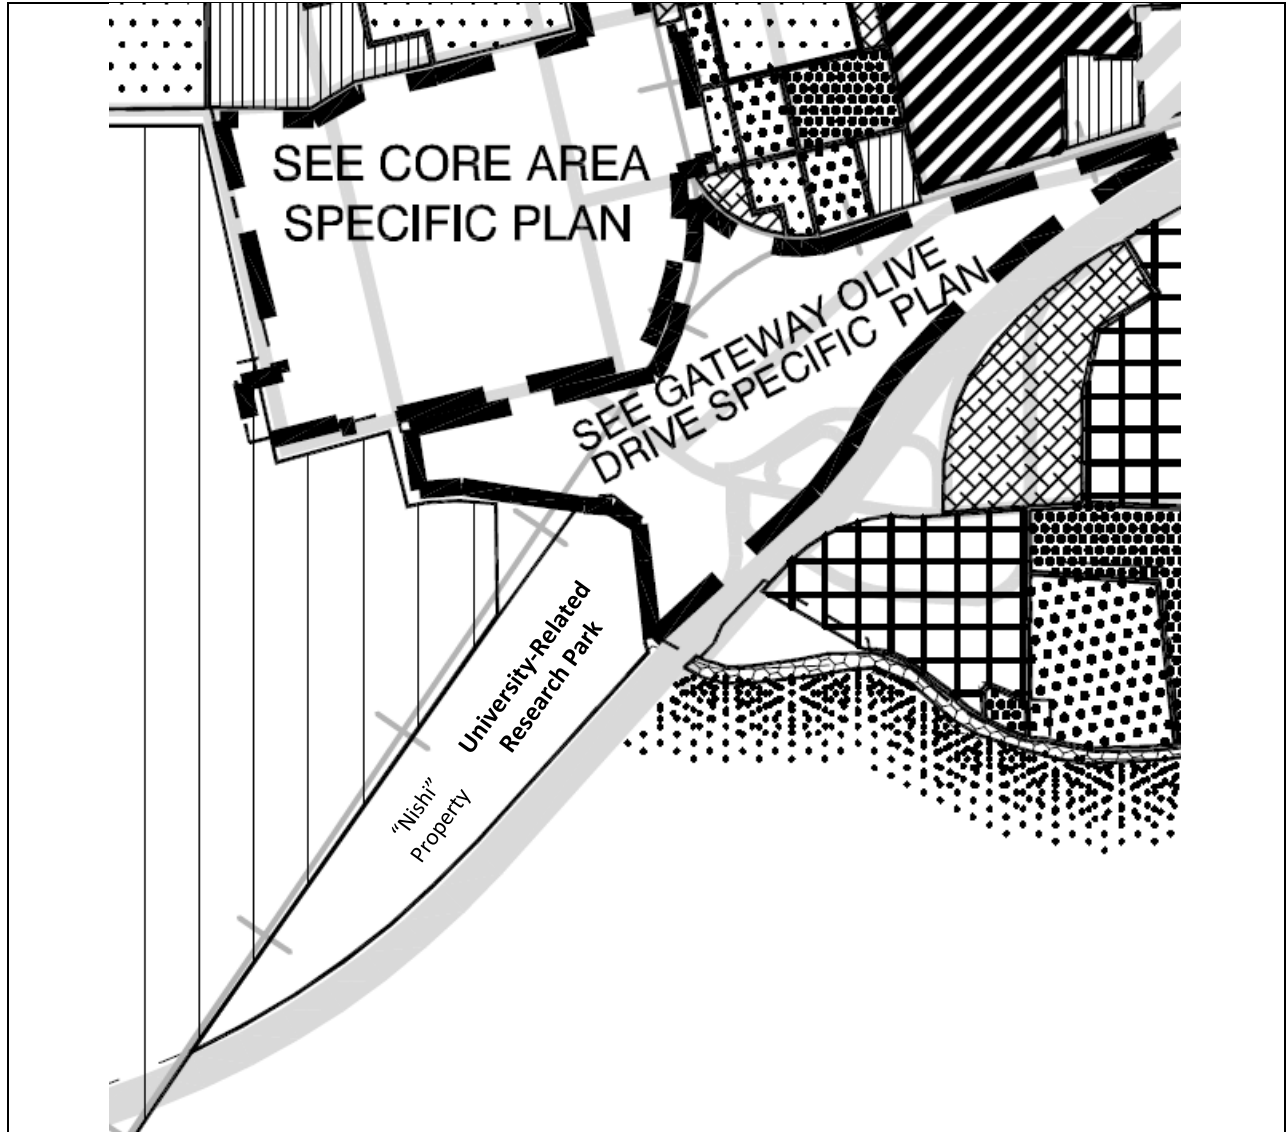 SEE CORE AREA
SPECIFIC PLAN
SEE GATEWAY OLIVE
DRIVE SPECIFIC PLAN
University-Related
Research Park
“Nishi”
Property